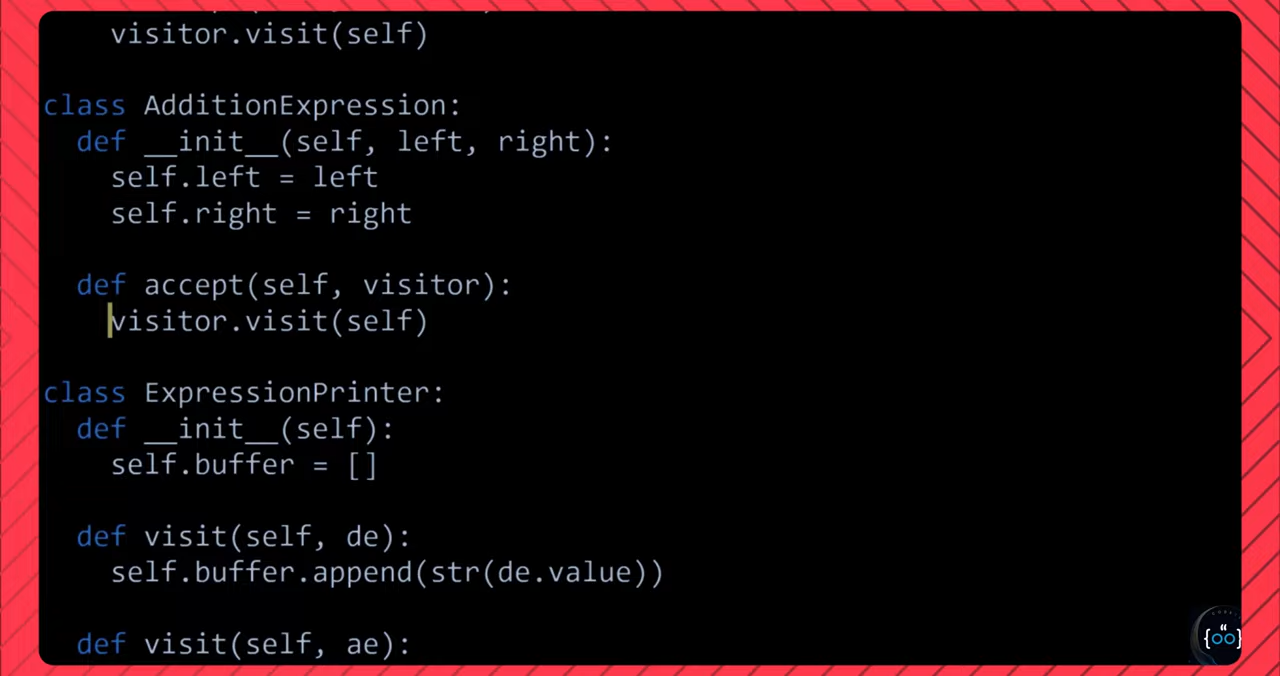 visitor.visit(self)
class AdditionExpression:
def __init__(self, left, right):
self.left = left
self.right = right
def accept(self, visitor):
visitor.visit(self)
class ExpressionPrinter:
def __init__(self):
self.buffer = []
def visit(self, de):
self.buffer.append(str(de.value))
def visit(self, ae):